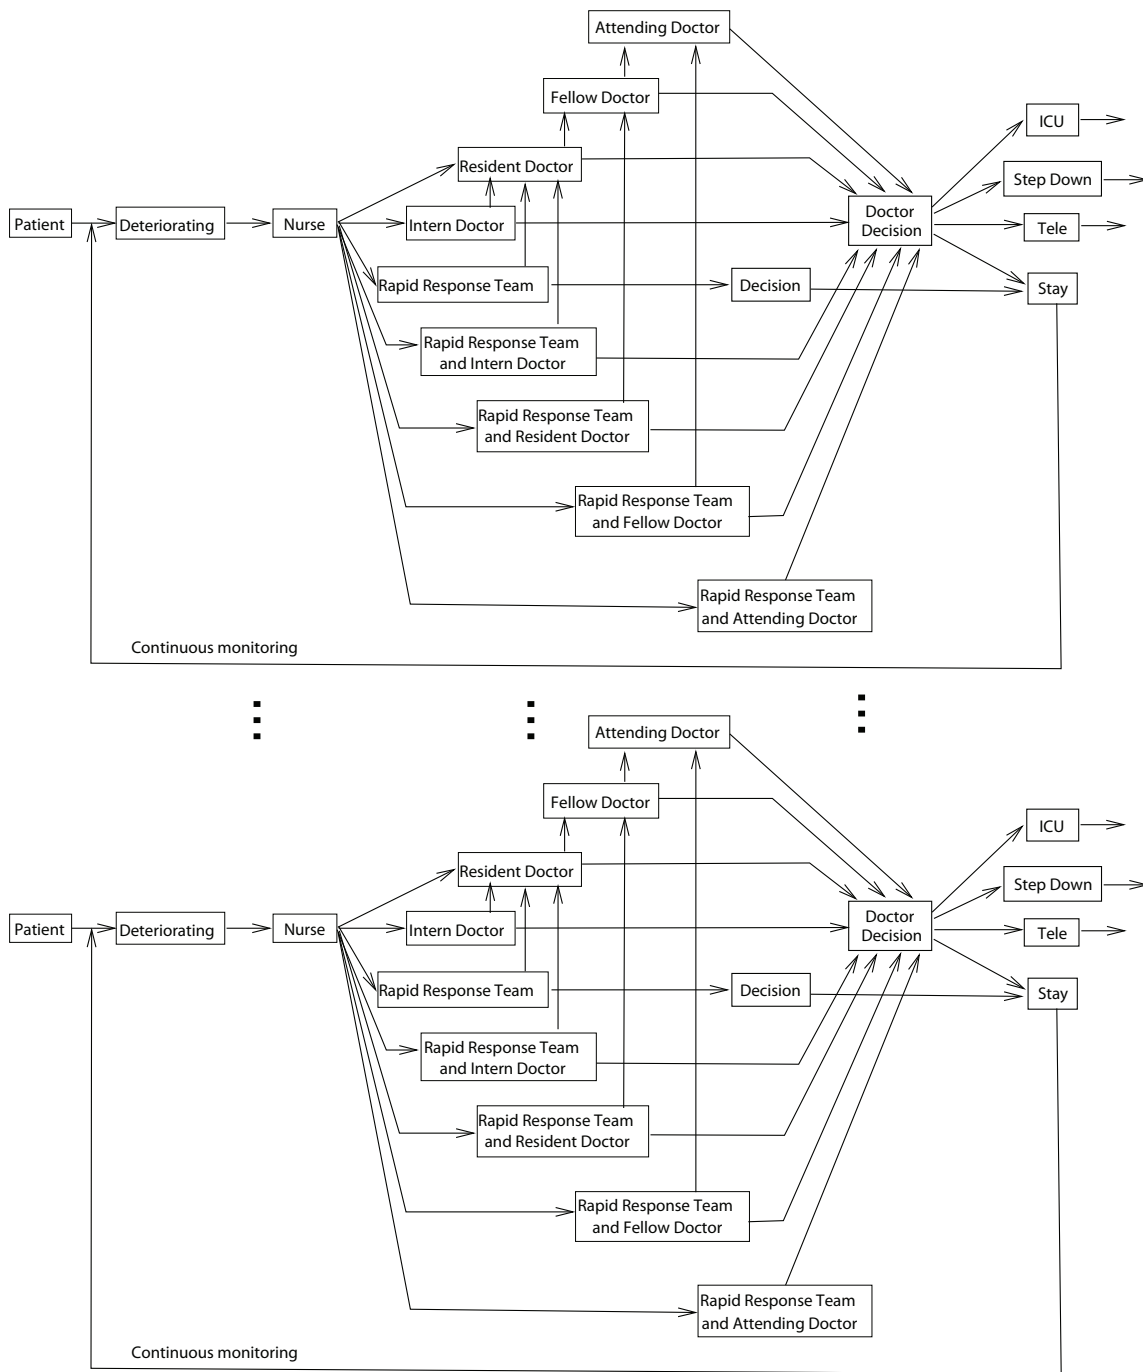 Attending Doctor
Fellow Doctor
ICU
Resident Doctor
Step Down
Patient
Deteriorating
Nurse
Intern Doctor
Doctor
Decision
Tele
Rapid Response Team
Decision
Stay
Rapid Response Team
and Intern Doctor
Rapid Response Team
and Resident Doctor
Rapid Response Team
and Fellow Doctor
Rapid Response Team
and Attending Doctor
Continuous monitoring
Attending Doctor
Fellow Doctor
ICU
Resident Doctor
Step Down
Patient
Deteriorating
Nurse
Intern Doctor
Doctor
Decision
Tele
Rapid Response Team
Decision
Stay
Rapid Response Team
and Intern Doctor
Rapid Response Team
and Resident Doctor
Rapid Response Team
and Fellow Doctor
Rapid Response Team
and Attending Doctor
Continuous monitoring